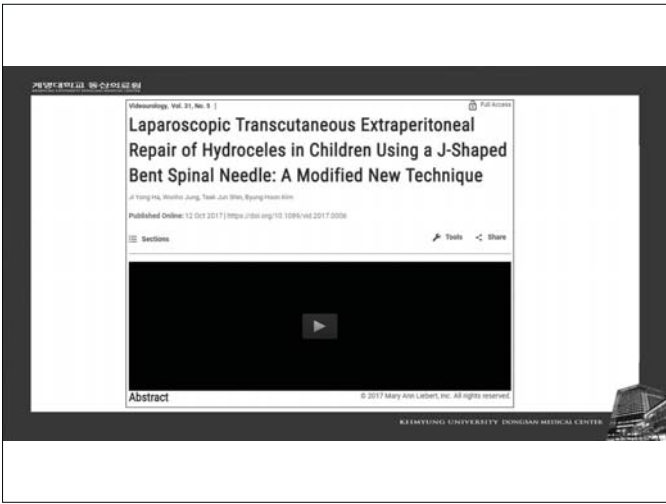 계명대학교 동산의료원
Videourology, Vol. 31, No. 5 |
Full Access
Laparoscopic Transcutaneous Extraperitoneal
Repair of Hydroceles in Children Using a J-Shaped
Bent Spinal Needle: A Modified New Technique
Ji Yong Ha, Wonho Jung, Teak Jun Shin, Byung Hoon Kim
Published Online: 12 Oct 2017 | https://doi.org/10.1089/vid.2017.0006
Sections
Tools
Share
Abstract
© 2017 Mary Ann Liebert, Inc. All rights reserved.
KEIMYUNG UNIVERSITY DONGSAN MEDICAL CENTER